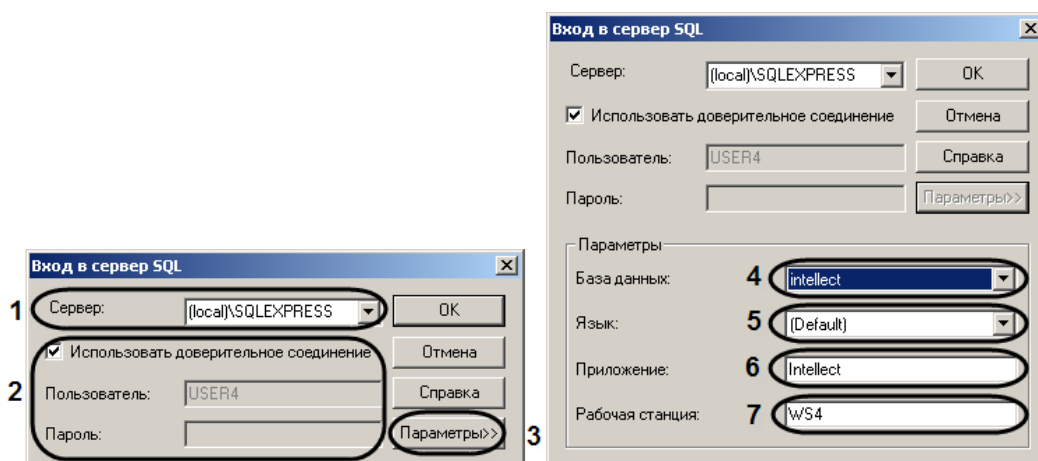 Вход в сервер SQL
1 Сервер: (local)\SQLEXPRESS OK
2 Использовать доверительное соединение Отмена
Пользователь: USER4 Справка
Пароль: Параметры>> 3
Вход в сервер SQL
Сервер: (local)\SQLEXPRESS OK
Использовать доверительное соединение Отмена
Пользователь: USER4 Справка
Пароль: Параметры>>
Параметры
База данных: 4 intellect
Язык: 5 (Default)
Приложение: 6 Intellect
Рабочая станция: 7 WS4